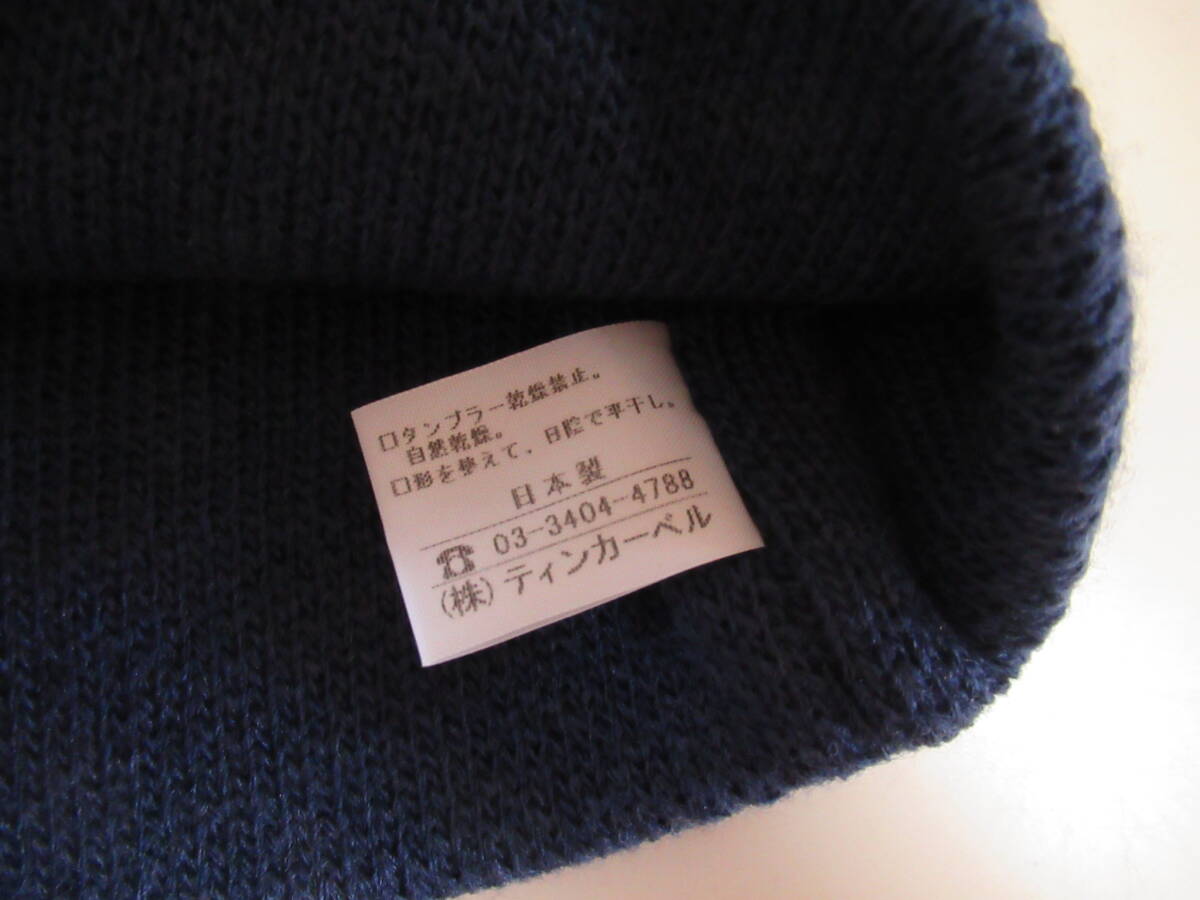 □タンブラー乾燥禁止。
自然乾燥。
□形を整えて、日陰で平干し。
日本製
☎ 03-3404-4788
(株)ティンカーベル